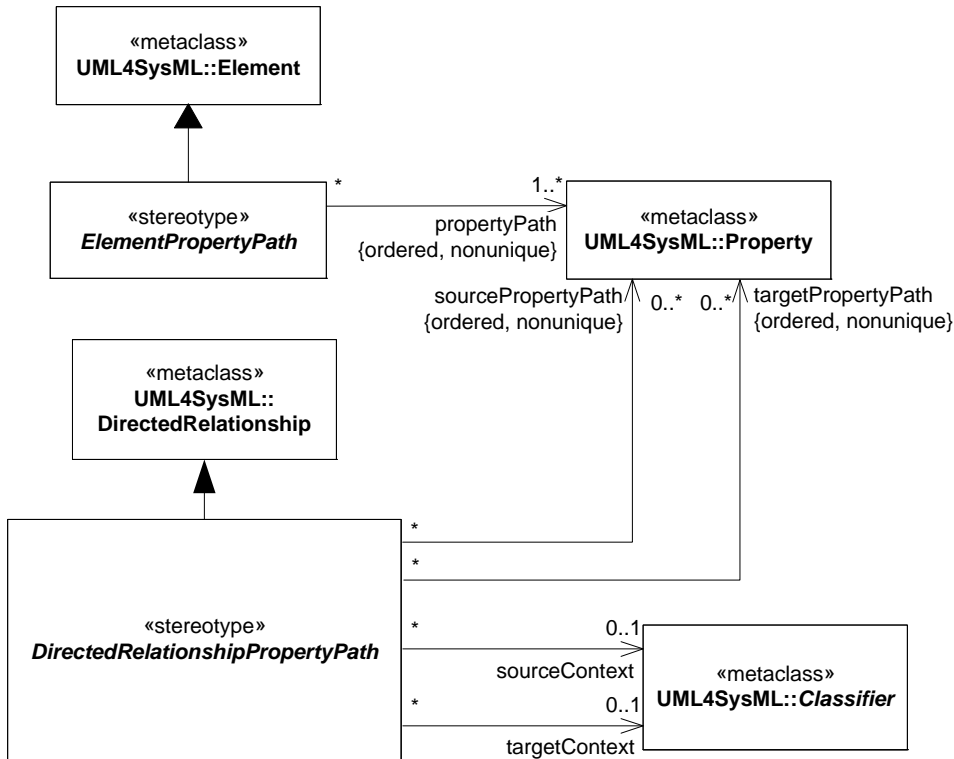 «metaclass»
UML4SysML::Element
«stereotype»
ElementPropertyPath
*
1..*
propertyPath
{ordered, nonunique}
«metaclass»
UML4SysML::Property
sourcePropertyPath
{ordered, nonunique}
0..*
0..*
targetPropertyPath
{ordered, nonunique}
«metaclass»
UML4SysML::
DirectedRelationship
«stereotype»
DirectedRelationshipPropertyPath
*
*
*
0..1
sourceContext
*
0..1
targetContext
«metaclass»
UML4SysML::Classifier